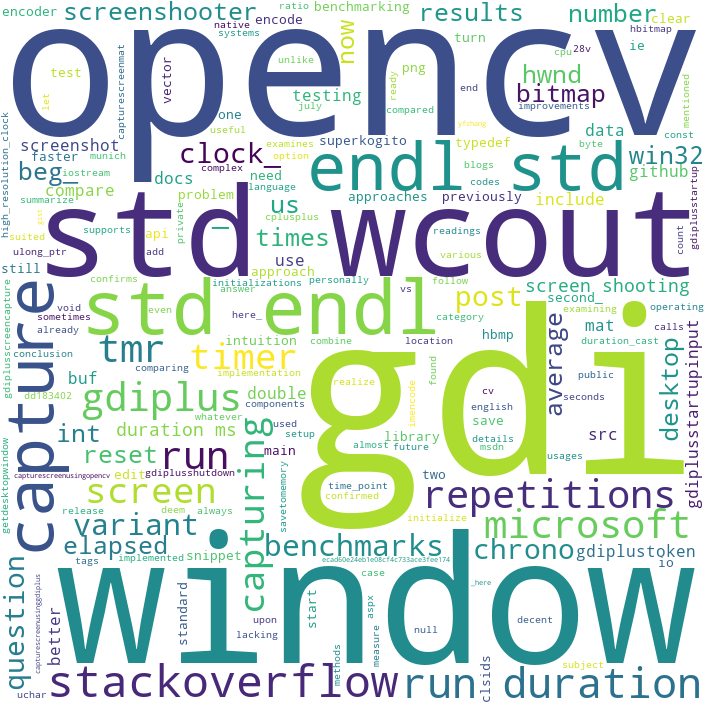 encoder
screenshooter
native
ratio
benchmarking
systems
encode
results
number
clear
turn
ie
cpu
28v
hbitmap
opencv
now
test
let
capturescreenmat
vector
unlike
testing
july
png
ready
compared
hwnd
end
bitmap
improvements
mentioned
const
one
useful
examines
option
yfzhang
typedef
data
byte
high_resolution_clock
screenshot
faster
munich
iostream
clock_
complex
superkogito
endl std
blogs
codes
win32
github
beg_
docs
problem
need
language
approaches
previously
compare
summarize
private
us
cplusplus
include
readings
various
count
gdiplusstartup
suited
supports
api
add
ulong_ptr
std wcout
times
use
approach
still
confirms
initializations
personally
follow
void
sometimes
already
even
answer
here_
vs
category
examining
operating
calls
screen shooting
second_
std endl
post
mat
duration_cast
gdiplusscreencapture
capture
conclusion
comparing
tmr
intuition
combine
location
hbmp
timer
implementation
buf
dd183402
whatever
gdiplus
double
realize
imencode
found
cv
english
public
seconds
average
desktop
gdiplusstartupinput
gdi
components
used
setup
save
int
duration ms
almost
future
library
details
msdn
src
usages
reset
run
main
capturescreenusingopencv
edit
gdiplusshutdown
capturing
savetomemory
time_point
confirmed
two
screen
repetitions
getdesktopwindow
release
deem
always
initialize
variant
microsoft
elapsed
implemented
snippet
benchmarks
chrono
gdiplustoken
io
question
capturescreenusinggdiplus
tags
ecad60e24eb1e08cf4c733ace3fee174
case
better
standard
upon
lacking
start
methods
measure
aspx
null
_here
decent
window
uchar
stackoverflow
run duration
clsids
subject